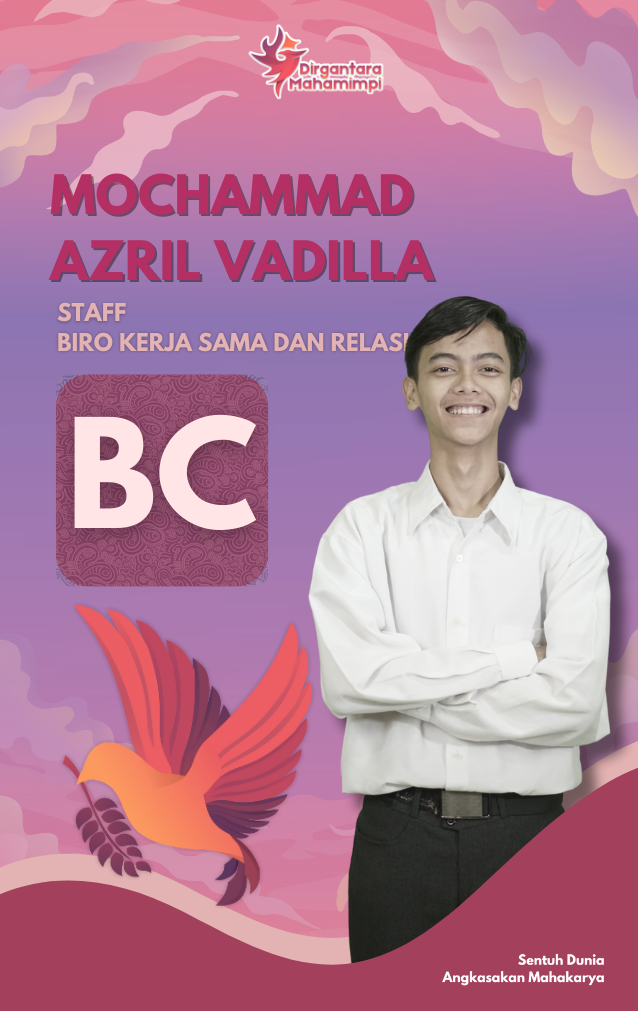 Dirgantara
Mahamimpi
MOCHAMMAD
AZRIL VADILLA
STAFF
BIRO KERJA SAMA DAN RELASI
BC
Sentuh Dunia
Angkasakan Mahakarya